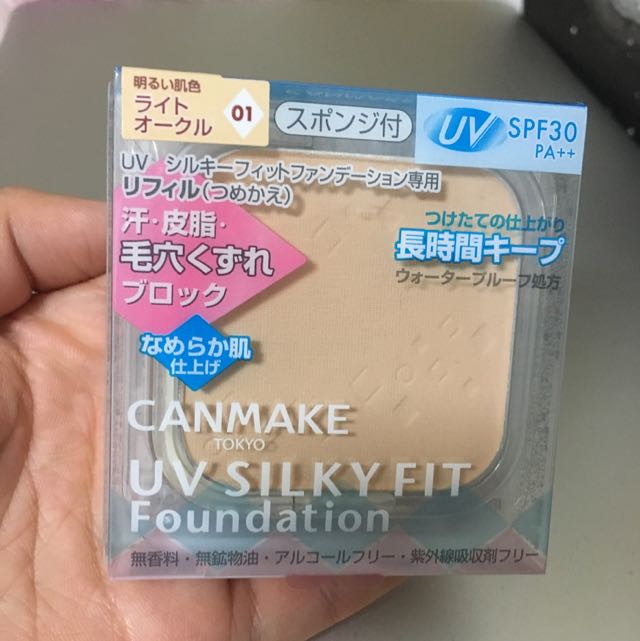 明るい肌色
ライト
オークル
01
スポンジ付
UV
SPF30
PA++
UV シルキーフィットファンデーション専用
リフィル(つめかえ)
汗・皮脂・
毛穴くずれ
ブロック
つけたての仕上がり
長時間キープ
ウォータープルーフ処方
なめらか肌
仕上げ
CANMAKE
TOKYO
UV SILKY FIT
Foundation
無香料・無鉱物油・アルコールフリー・紫外線吸収剤フリー